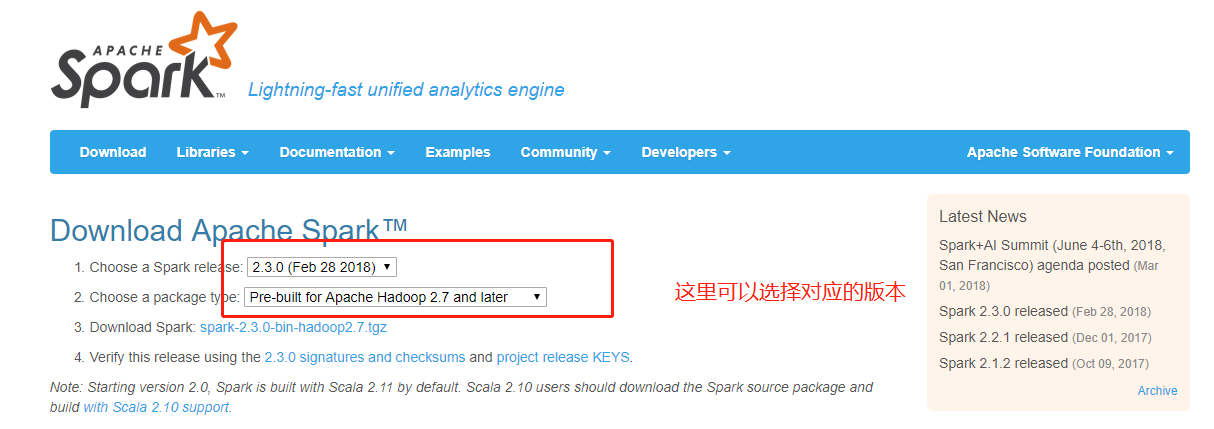 APACHE
Spark™
Lightning-fast unified analytics engine
Download Libraries Documentation Examples Community Developers Apache Software Foundation
Download Apache Spark™
1. Choose a Spark release: 2.3.0 (Feb 28 2018)
2. Choose a package type: Pre-built for Apache Hadoop 2.7 and later
这里可以选择对应的版本
3. Download Spark: spark-2.3.0-bin-hadoop2.7.tgz
4. Verify this release using the 2.3.0 signatures and checksums and project release KEYS.
Note: Starting version 2.0, Spark is built with Scala 2.11 by default. Scala 2.10 users should download the Spark source package and
build with Scala 2.10 support.
Latest News
Spark+AI Summit (June 4-6th, 2018,
San Francisco) agenda posted (Mar
01, 2018)
Spark 2.3.0 released (Feb 28, 2018)
Spark 2.2.1 released (Dec 01, 2017)
Spark 2.1.2 released (Oct 09, 2017)
Archive